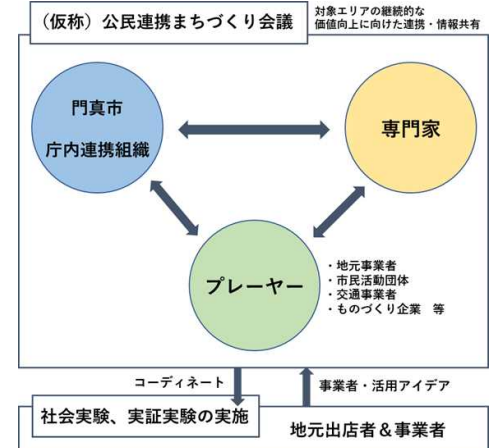 （仮称）公民連携まちづくり会議
対象エリアの継続的な
価値向上に向けた連携・情報共有
門真市
庁内連携組織
専門家
プレーヤー
・地元事業者
・市民活動団体
・交通事業者
・ものづくり企業　等
コーディネート
事業者・活用アイデア
社会実験、実証実験の実施
地元出店者＆事業者